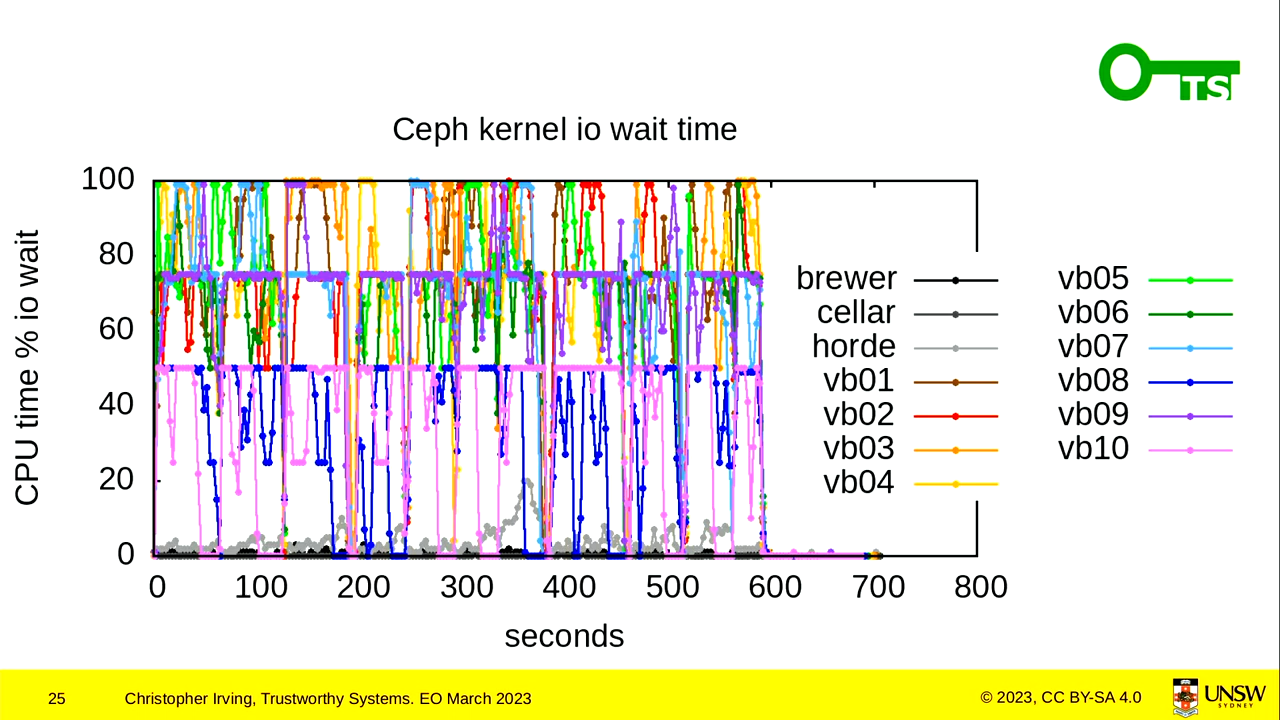 TS
Ceph kernel io wait time
CPU time % io wait
100
80
60
40
20
0
0 100 200 300 400 500 600 700 800
seconds
brewer
cellar
horde
vb01
vb02
vb03
vb04
vb05
vb06
vb07
vb08
vb09
vb10
25 Christopher Irving, Trustworthy Systems. EO March 2023 © 2023, CC BY-SA 4.0
UNSW
SYDNEY